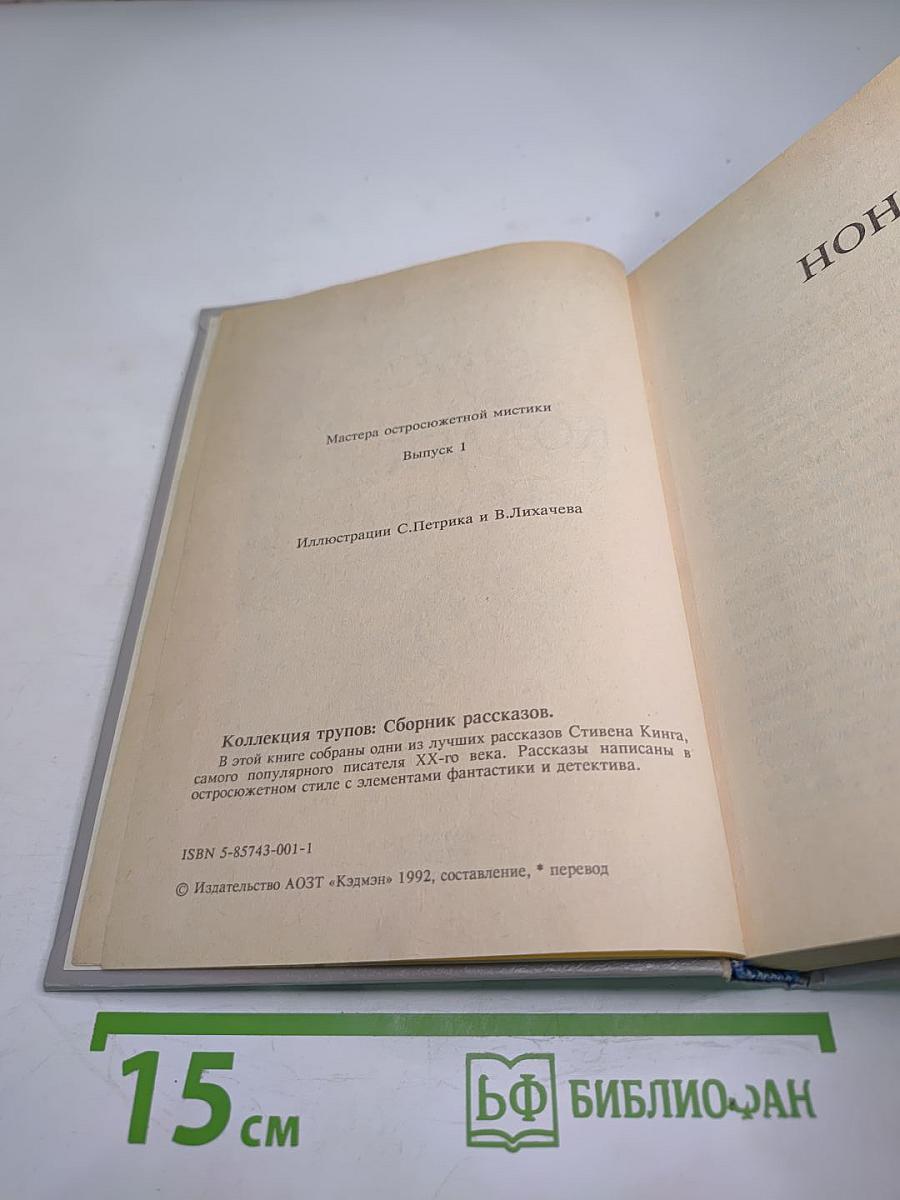 Мастера остросюжетной мистики
Выпуск 1
Иллюстрации С.Петрика и В.Лихачева
Коллекция трупов: Сборник рассказов.
В этой книге собраны одни из лучших рассказов Стивена Кинга,
самого популярного писателя XX-го века. Рассказы написаны в
остросюжетном стиле с элементами фантастики и детектива.
ISBN 5-85743-001-1
© Издательство АОЗТ «Кэдмэн» 1992, составление, * перевод
НОН
15 см
БФ БИБЛИОФАН